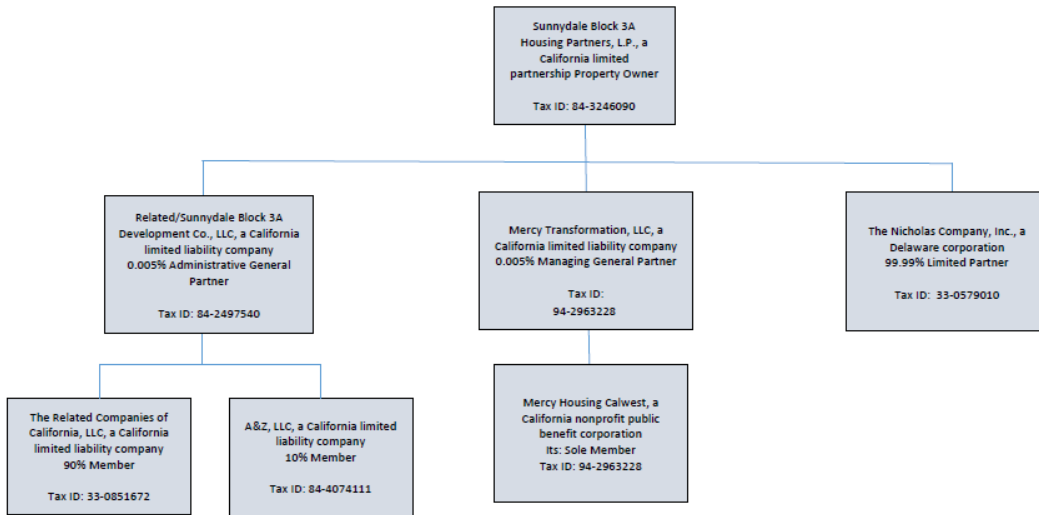 Sunnydale Block 3A
Housing Partners, L.P., a
California limited
partnership Property Owner
Tax ID: 84-3246090
Related/Sunnydale Block 3A
Development Co., LLC, a California
limited liability company
0.005% Administrative General
Partner
Tax ID: 84-2497540
Mercy Transformation, LLC, a
California limited liability company
0.005% Managing General Partner
Tax ID:
94-2963228
The Nicholas Company, Inc., a
Delaware corporation
99.99% Limited Partner
Tax ID: 33-0579010
The Related Companies of
California, LLC, a California
limited liability company
90% Member
Tax ID: 33-0851672
A&Z, LLC, a California limited
liability company
10% Member
Tax ID: 84-4074111
Mercy Housing Calwest, a
California nonprofit public
benefit corporation
Its: Sole Member
Tax ID: 94-2963228